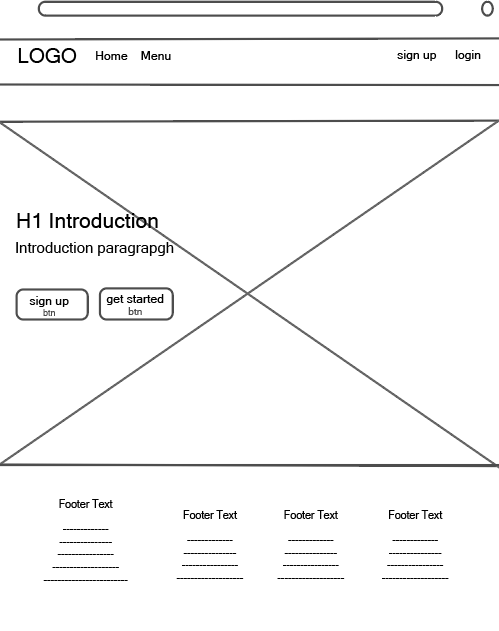 LOGO Home Menu sign up login
H1 Introduction
Introduction paragrapgh
sign up get started
btn btn
Footer Text Footer Text Footer Text Footer Text